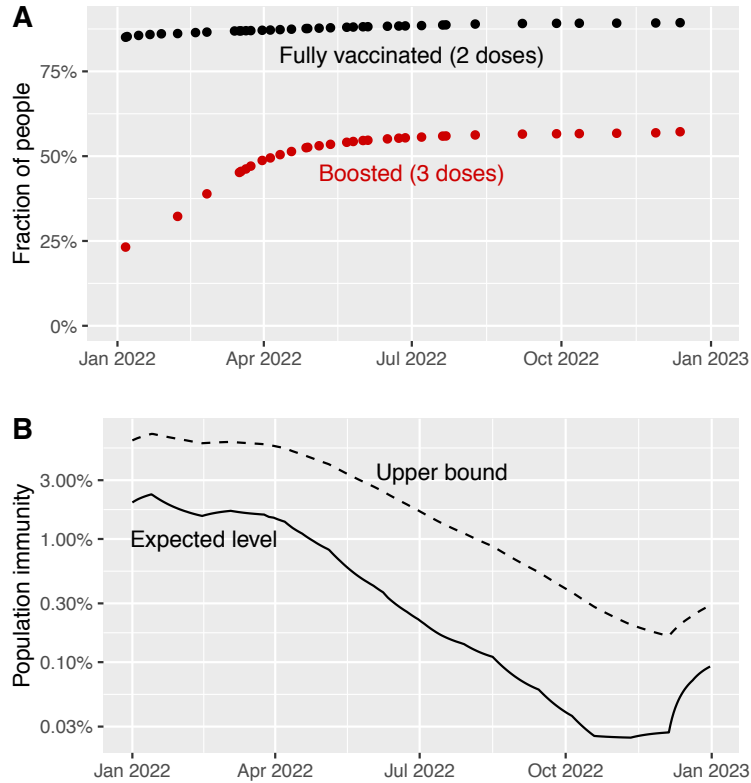 A
Fraction of people
75%
50%
25%
0%
Fully vaccinated (2 doses)
Boosted (3 doses)
Jan 2022
Apr 2022
Jul 2022
Oct 2022
Jan 2023
B
Population immunity
3.00%
1.00%
0.30%
0.10%
0.03%
Upper bound
Expected level
Jan 2022
Apr 2022
Jul 2022
Oct 2022
Jan 2023